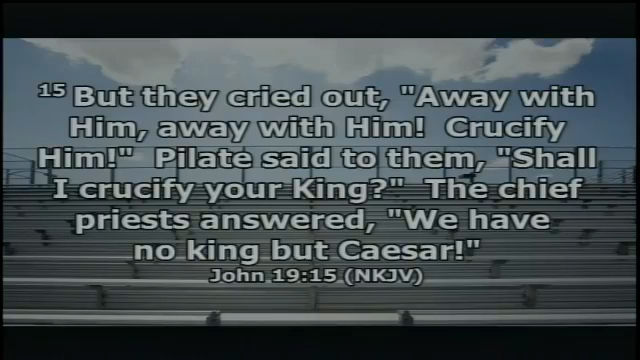 15 But they cried out, "Away with
Him, away with Him!  Crucify
Him!"  Pilate said to them, "Shall
I crucify your King?"  The chief
priests answered, "We have
no king but Caesar!"
John 19:15 (NKJV)